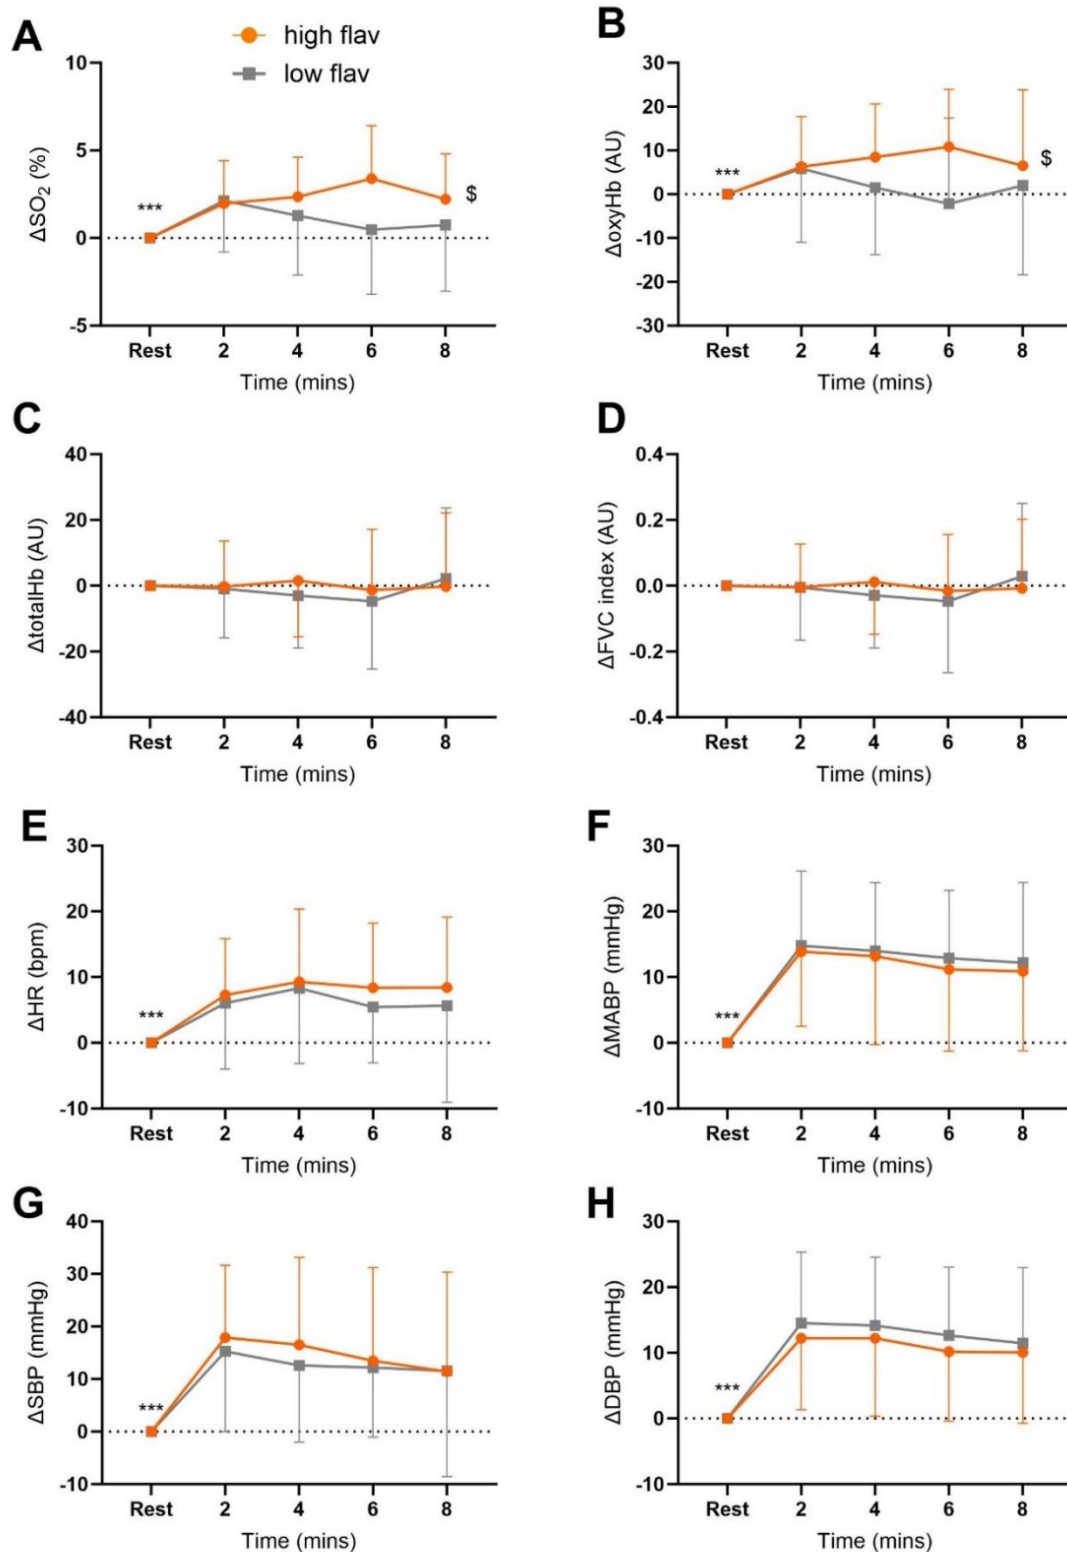 A
high flav
low flav
ΔSO₂ (%)
10
5
0
-5
***
$
Rest 2 4 6 8
Time (mins)
B
ΔoxyHb (AU)
30
20
10
0
-10
-20
-30
***
$
Rest 2 4 6 8
Time (mins)
C
ΔtotalHb (AU)
40
20
0
-20
-40
Rest 2 4 6 8
Time (mins)
D
ΔFVC index (AU)
0.4
0.2
0.0
-0.2
-0.4
Rest 2 4 6 8
Time (mins)
E
ΔHR (bpm)
30
20
10
0
-10
***
Rest 2 4 6 8
Time (mins)
F
ΔMABP (mmHg)
30
20
10
0
-10
***
Rest 2 4 6 8
Time (mins)
G
ΔSBP (mmHg)
40
30
20
10
0
-10
***
Rest 2 4 6 8
Time (mins)
H
ΔDBP (mmHg)
30
20
10
0
-10
***
Rest 2 4 6 8
Time (mins)